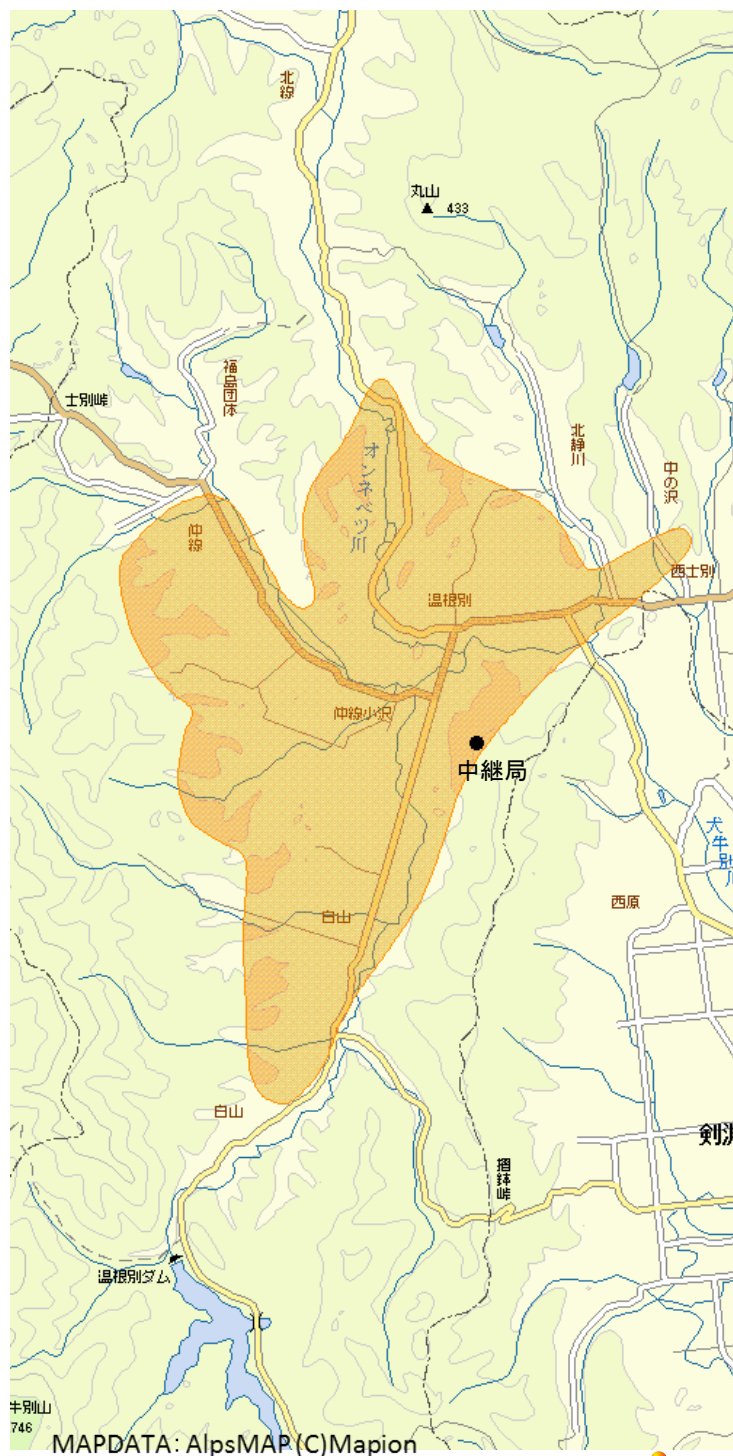 北線
丸山
433
福島団体
士別峠
北静川
オンネベツ川
中の沢
仲線
西士別
温根別
仲線小沢
中継局
犬牛別川
西原
白山
白山
剣淵
摺鉢峠
温根別ダム
牛別山
746
MAPDATA: AlpsMAP (C)Mapion